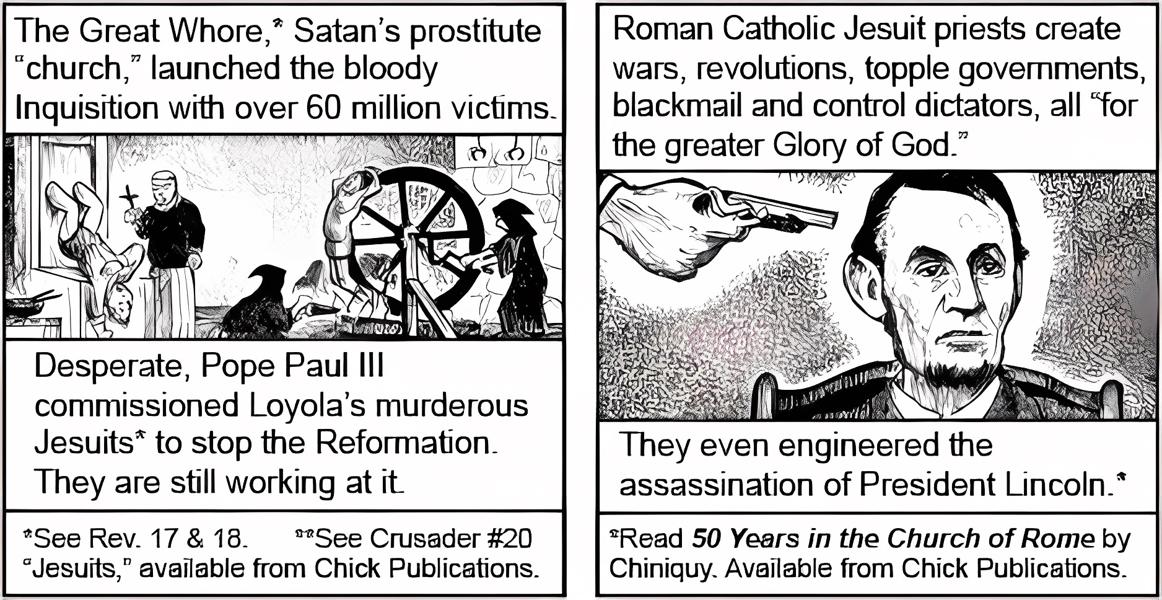 The Great Whore,* Satan's prostitute
"church," launched the bloody
Inquisition with over 60 million victims.
Desperate, Pope Paul III
commissioned Loyola's murderous
Jesuits* to stop the Reformation.
They are still working at it.
*See Rev. 17 & 18. **See Crusader #20
"Jesuits," available from Chick Publications.
Roman Catholic Jesuit priests create
wars, revolutions, topple governments,
blackmail and control dictators, all "for
the greater Glory of God."
They even engineered the
assassination of President Lincoln.*
*Read 50 Years in the Church of Rome by
Chiniquy. Available from Chick Publications.